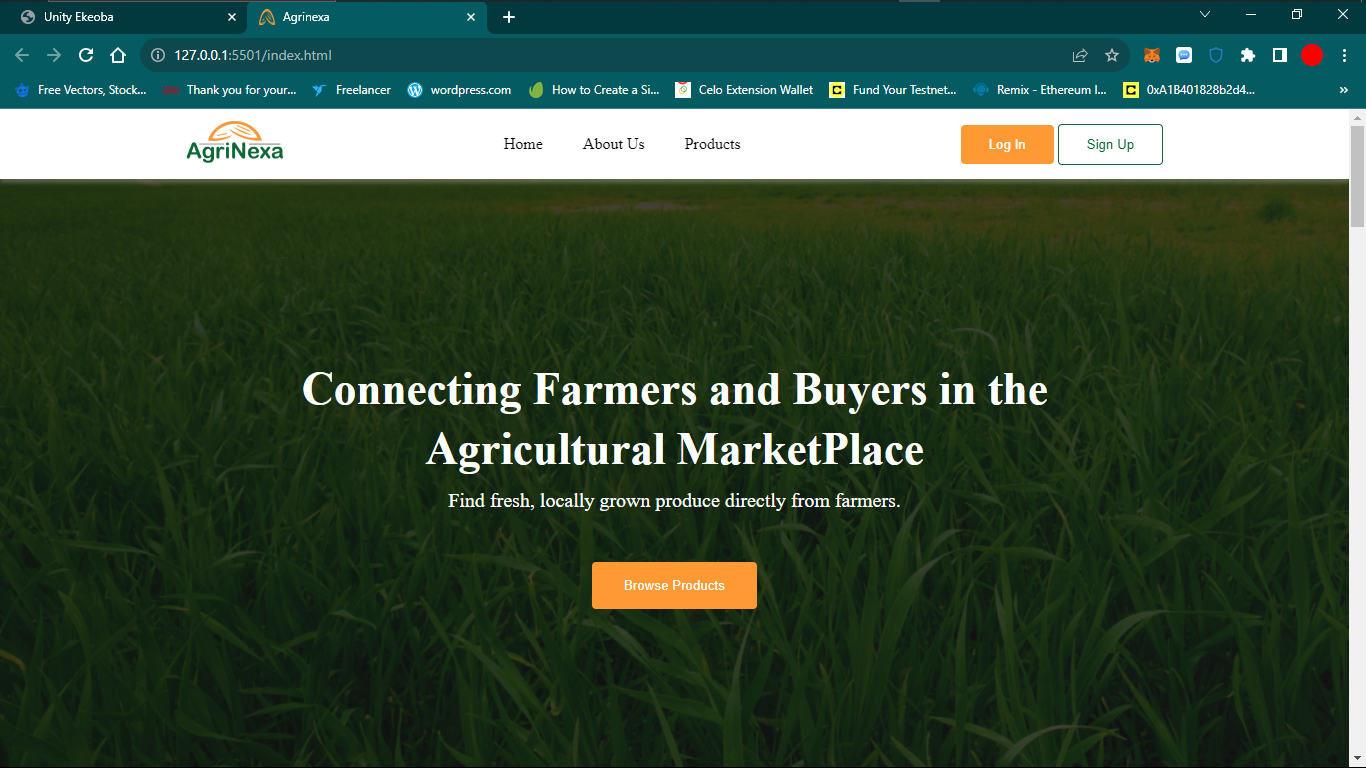 Unity Ekeoba
Agrinexa
127.0.0.1:5501/index.html
Free Vectors, Stock...
Thank you for your...
Freelancer
wordpress.com
How to Create a Si...
Celo Extension Wallet
Fund Your Testnet...
Remix - Ethereum I...
0xA1B401828b2d4...
AgriNexa
Home
About Us
Products
Log In
Sign Up
Connecting Farmers and Buyers in the
Agricultural MarketPlace
Find fresh, locally grown produce directly from farmers.
Browse Products